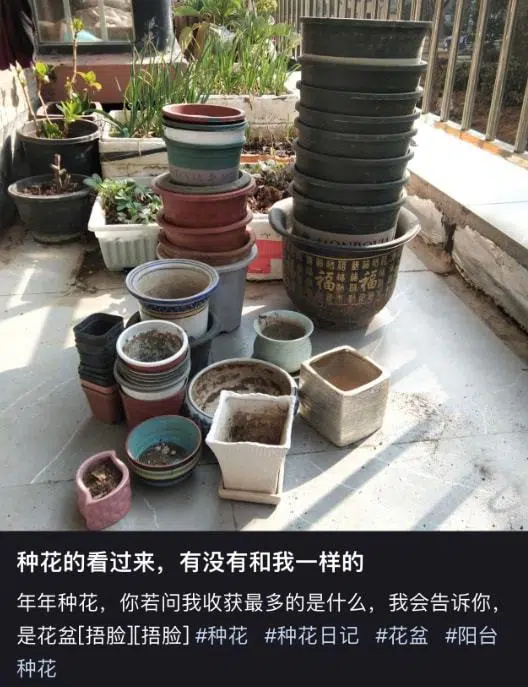 福 福
种花的看过来，有没有和我一样的
年年种花，你若问我收获最多的是什么，我会告诉你，
是花盆[捂脸][捂脸] #种花 #种花日记 #花盆 #阳台
种花